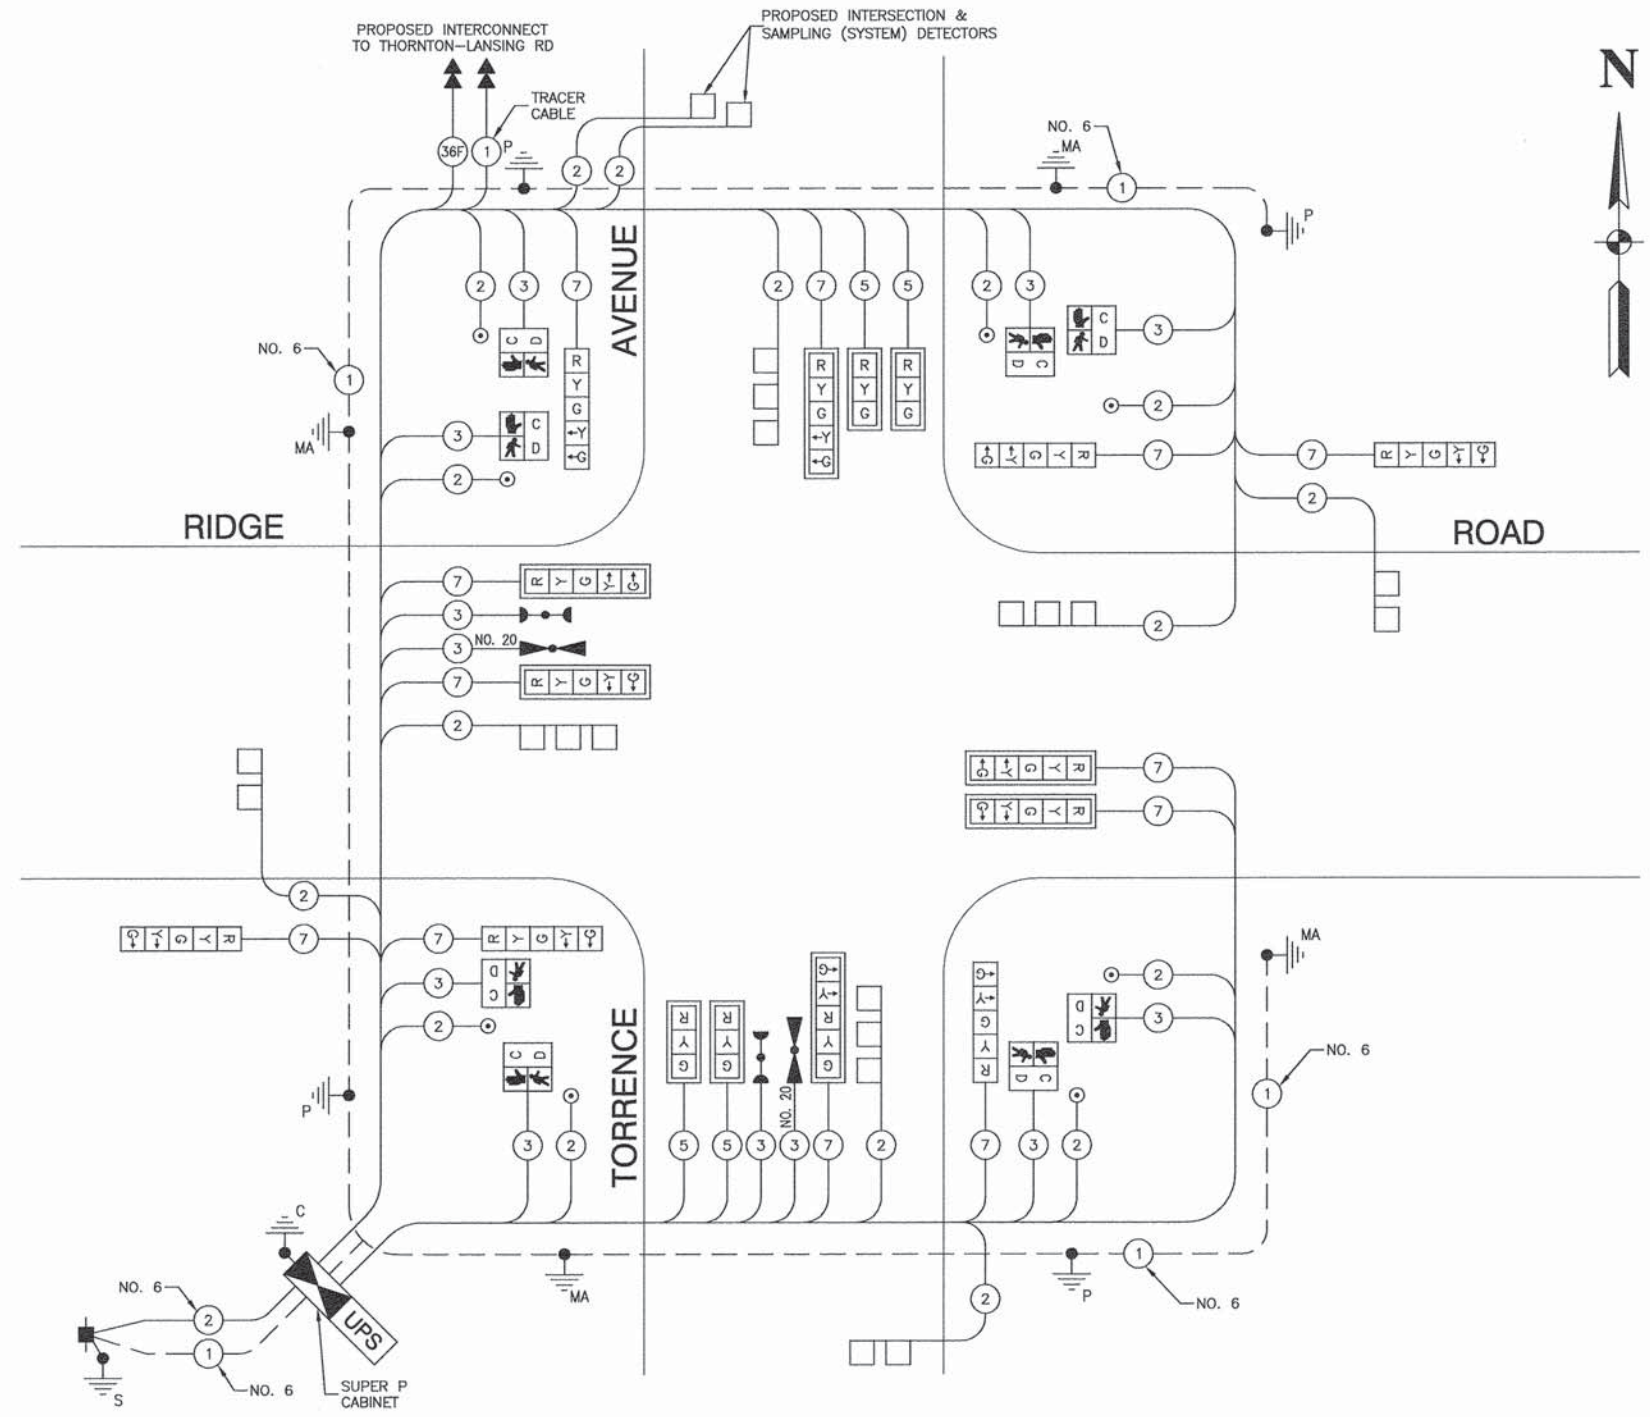 PROPOSED INTERCONNECT
TO THORNTON-LANSING RD
PROPOSED INTERSECTION &
SAMPLING (SYSTEM) DETECTORS
N
TRACER
CABLE
36F
1
P
2
2
NO. 6
MA
1
P
AVENUE
2
3
7
2
7
5
5
2
3
C D
R
Y
G
←Y
←G
R
Y
G
←Y
←G
R
Y
G
R
Y
G
D C
C
D
3
NO. 6
1
MA
3
C
D
2
2
G Y G Y R
7
7
R Y G Y G
2
RIDGE
ROAD
7
R Y G Y G
3
3
NO. 20
7
R Y G Y G
2
2
G Y G Y R
7
G Y G Y R
7
2
G Y G Y R
7
7
R Y G Y G
3
D
C
2
P
C D
3
2
TORRENCE
R
Y
G
5
R
Y
G
5
3
NO. 20
3
G
Y
R
Y
G
7
2
G
Y
G
Y
R
7
D C
3
2
2
D
C
3
MA
NO. 6
1
C
MA
P
1
NO. 6
2
NO. 6
2
1
NO. 6
S
UPS
SUPER P
CABINET